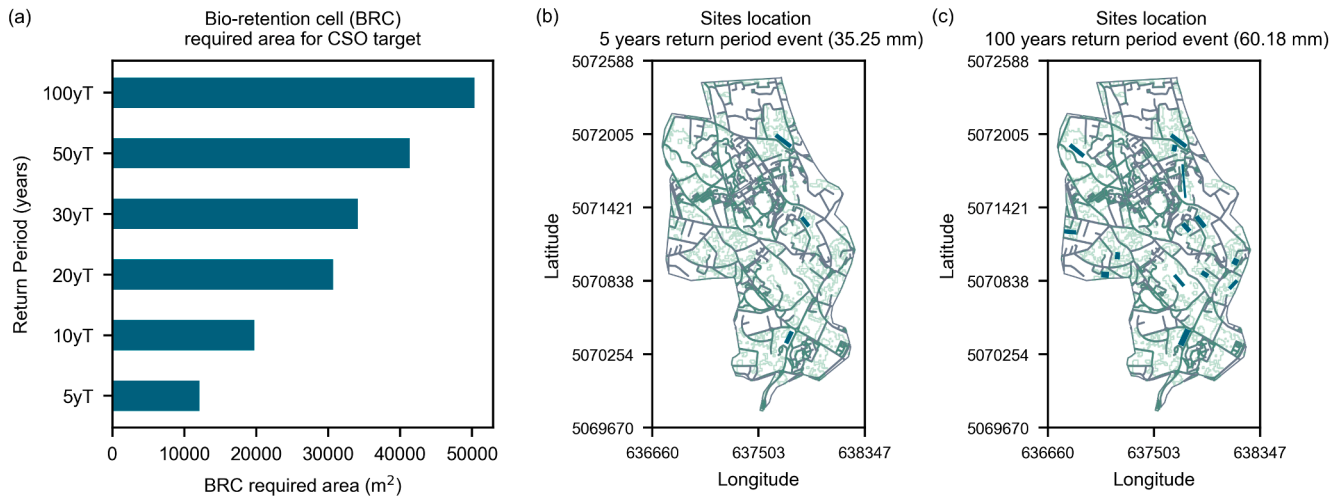 (a)
Bio-retention cell (BRC)
required area for CSO target
Return Period (years)
100yT
50yT
30yT
20yT
10yT
5yT
0 10000 20000 30000 40000 50000
BRC required area (m²)
(b)
Sites location
5 years return period event (35.25 mm)
Latitude
5072588
5072005
5071421
5070838
5070254
5069670
636660 637503 638347
Longitude
(c)
Sites location
100 years return period event (60.18 mm)
Latitude
5072588
5072005
5071421
5070838
5070254
5069670
636660 637503 638347
Longitude